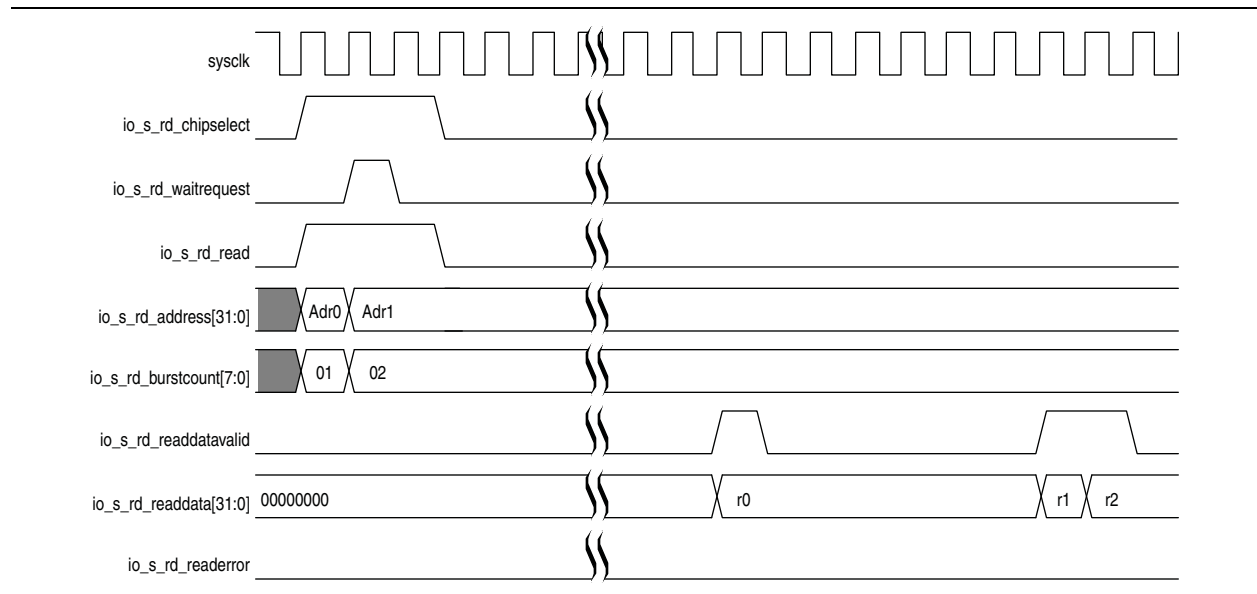 sysclk
io_s_rd_chipselect
io_s_rd_waitrequest
io_s_rd_read
io_s_rd_address[31:0] Adr0 Adr1
io_s_rd_burstcount[7:0] 01 02
io_s_rd_readdatavalid
io_s_rd_readdata[31:0] 00000000 r0 r1 r2
io_s_rd_readerror